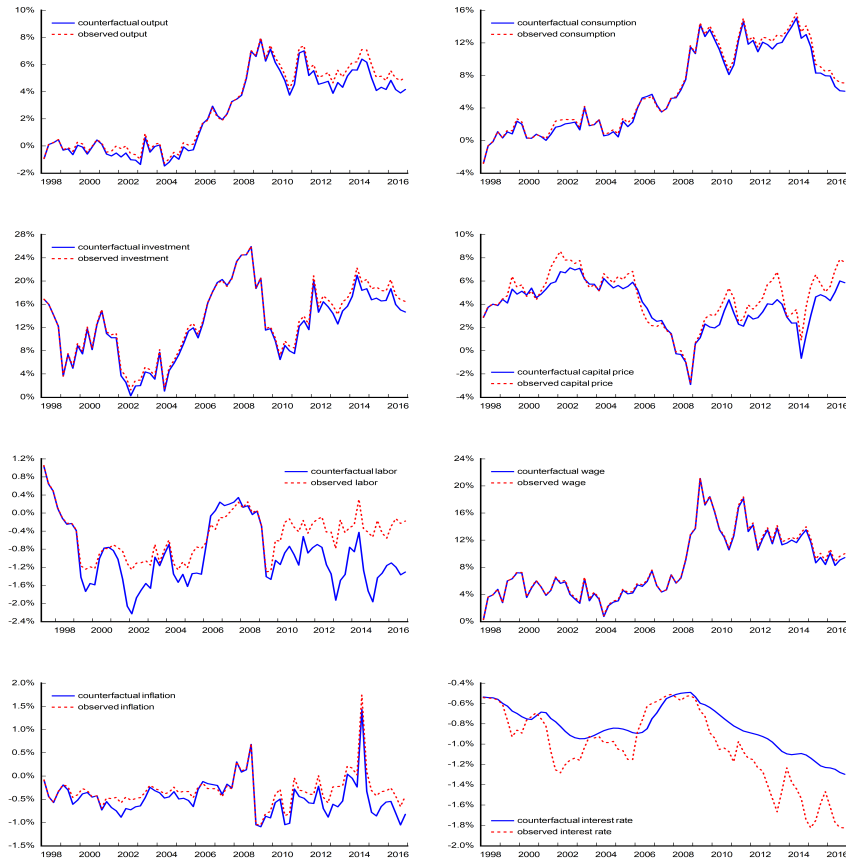 10%
8%
6%
4%
2%
0%
-2%
counterfactual output
observed output
1998 2000 2002 2004 2006 2008 2010 2012 2014 2016
16%
12%
8%
4%
0%
-4%
counterfactual consumption
observed consumption
1998 2000 2002 2004 2006 2008 2010 2012 2014 2016
28%
24%
20%
16%
12%
8%
4%
0%
counterfactual investment
observed investment
1998 2000 2002 2004 2006 2008 2010 2012 2014 2016
10%
8%
6%
4%
2%
0%
-2%
-4%
counterfactual capital price
observed capital price
1998 2000 2002 2004 2006 2008 2010 2012 2014 2016
1.2%
0.8%
0.4%
0.0%
-0.4%
-0.8%
-1.2%
-1.6%
-2.0%
-2.4%
counterfactual labor
observed labor
1998 2000 2002 2004 2006 2008 2010 2012 2014 2016
24%
20%
16%
12%
8%
4%
0%
counterfactual wage
observed wage
1998 2000 2002 2004 2006 2008 2010 2012 2014 2016
2.0%
1.5%
1.0%
0.5%
0.0%
-0.5%
-1.0%
-1.5%
counterfactual inflation
observed inflation
1998 2000 2002 2004 2006 2008 2010 2012 2014 2016
-0.4%
-0.6%
-0.8%
-1.0%
-1.2%
-1.4%
-1.6%
-1.8%
-2.0%
counterfactual interest rate
observed interest rate
1998 2000 2002 2004 2006 2008 2010 2012 2014 2016